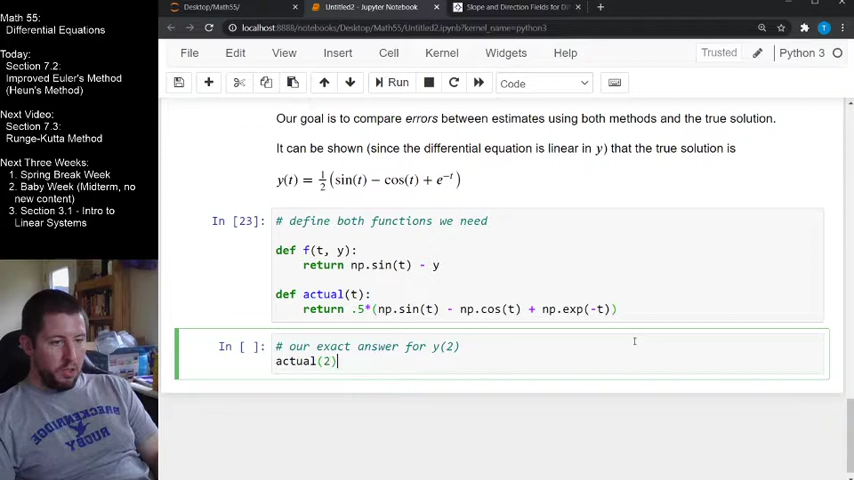 Math 55:
Differential Equations
Today:
Section 7.2:
Improved Euler's Method
(Heun's Method)
Next Video:
Section 7.3:
Runge-Kutta Method
Next Three Weeks:
1. Spring Break Week
2. Baby Week (Midterm, no
new content)
3. Section 3.1 - Intro to
Linear Systems
Desktop/Math55/
Untitled2 - Jupyter Notebook
Slope and Direction Fields for Di
localhost:8888/notebooks/Desktop/Math55/Untitled2.ipynb?kernel_name=python3
T
File Edit View Insert Cell Kernel Widgets Help
Trusted
Python 3
Run
Code
Our goal is to compare errors between estimates using both methods and the true solution.
It can be shown (since the differential equation is linear in y) that the true solution is
y(t) = 1/2 (sin(t) − cos(t) + e^−t)
In [23]: # define both functions we need
def f(t, y):
return np.sin(t) - y
def actual(t):
return .5*(np.sin(t) - np.cos(t) + np.exp(-t))
In [ ]: # our exact answer for y(2)
actual(2)
BRECKENRIDGE
RUGBY